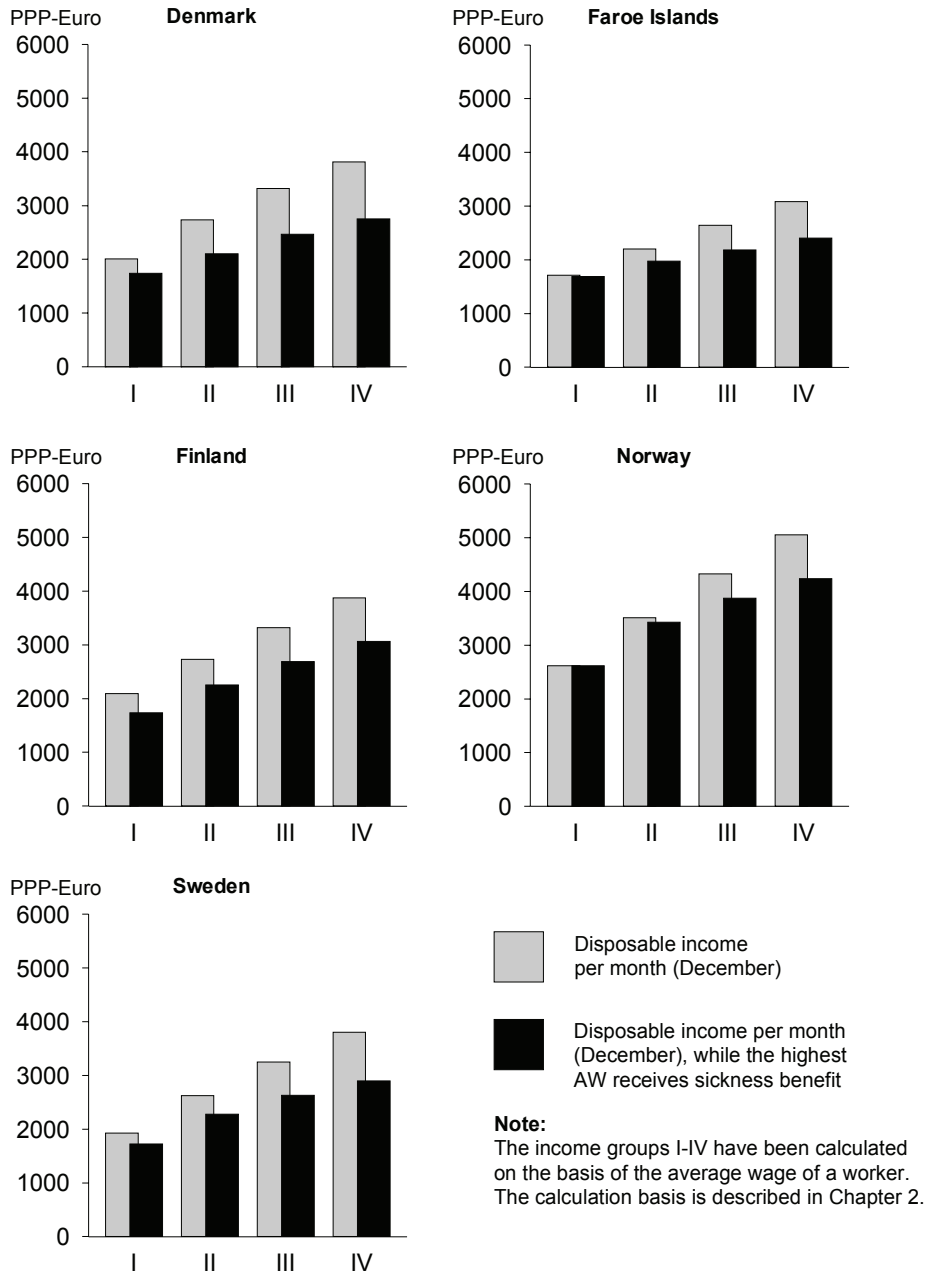 PPP-Euro Denmark
6000
5000
4000
3000
2000
1000
0
I II III IV
PPP-Euro Faroe Islands
6000
5000
4000
3000
2000
1000
0
I II III IV
PPP-Euro Finland
6000
5000
4000
3000
2000
1000
0
I II III IV
PPP-Euro Norway
6000
5000
4000
3000
2000
1000
0
I II III IV
PPP-Euro Sweden
6000
5000
4000
3000
2000
1000
0
I II III IV
Disposable income
per month (December)
Disposable income per month
(December), while the highest
AW receives sickness benefit
Note:
The income groups I-IV have been calculated
on the basis of the average wage of a worker.
The calculation basis is described in Chapter 2.